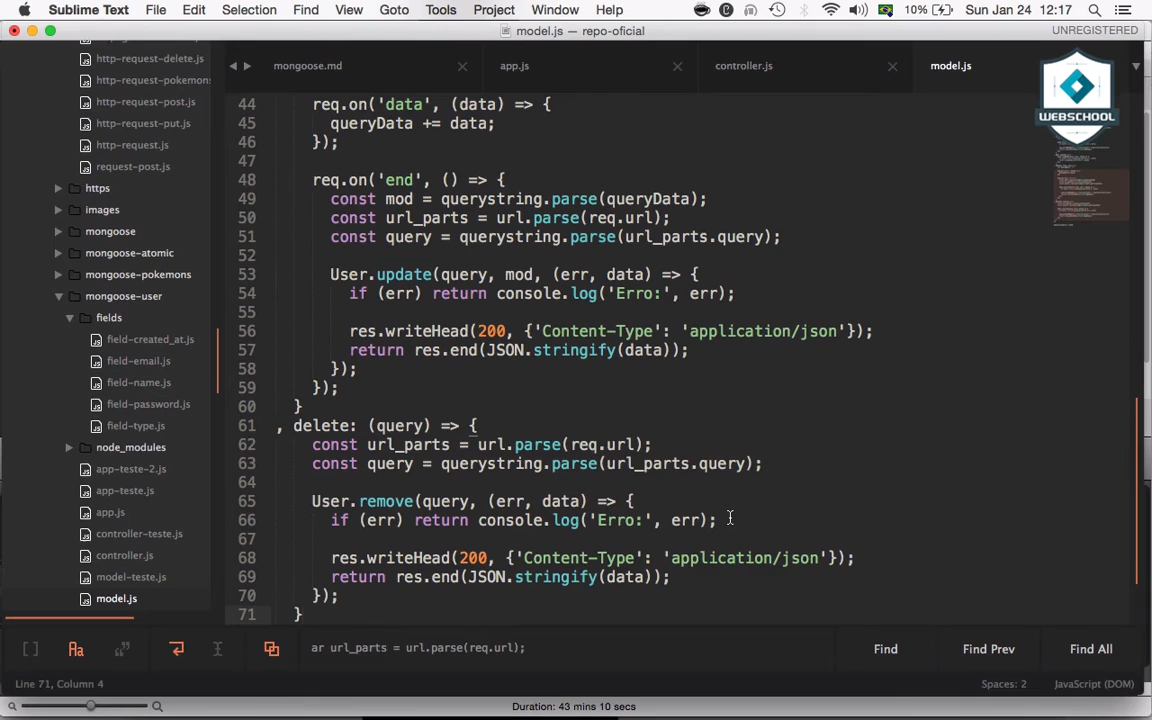 Sublime Text File Edit Selection Find View Goto Tools Project Window Help 10% Sun Jan 24 12:17
model.js — repo-oficial UNREGISTERED
http-request-delete.js
http-request-pokemons
http-request-post.js
http-request-put.js
http-request.js
request-post.js
https
images
mongoose
mongoose-atomic
mongoose-pokemons
mongoose-user
fields
field-created_at.js
field-email.js
field-name.js
field-password.js
field-type.js
node_modules
app-teste-2.js
app-teste.js
app.js
controller-teste.js
controller.js
model-teste.js
model.js
mongoose.md app.js controller.js model.js
WEBSCHOOL
44 req.on('data', (data) => {
45 queryData += data;
46 });
47
48 req.on('end', () => {
49 const mod = querystring.parse(queryData);
50 const url_parts = url.parse(req.url);
51 const query = querystring.parse(url_parts.query);
52
53 User.update(query, mod, (err, data) => {
54 if (err) return console.log('Erro:', err);
55
56 res.writeHead(200, {'Content-Type': 'application/json'});
57 return res.end(JSON.stringify(data));
58 });
59 });
60 }
61 , delete: (query) => {
62 const url_parts = url.parse(req.url);
63 const query = querystring.parse(url_parts.query);
64
65 User.remove(query, (err, data) => {
66 if (err) return console.log('Erro:', err);
67
68 res.writeHead(200, {'Content-Type': 'application/json'});
69 return res.end(JSON.stringify(data));
70 });
71 }
Aa ar url_parts = url.parse(req.url); Find Find Prev Find All
Line 71, Column 4 Spaces: 2 JavaScript (DOM)
Duration: 43 mins 10 secs